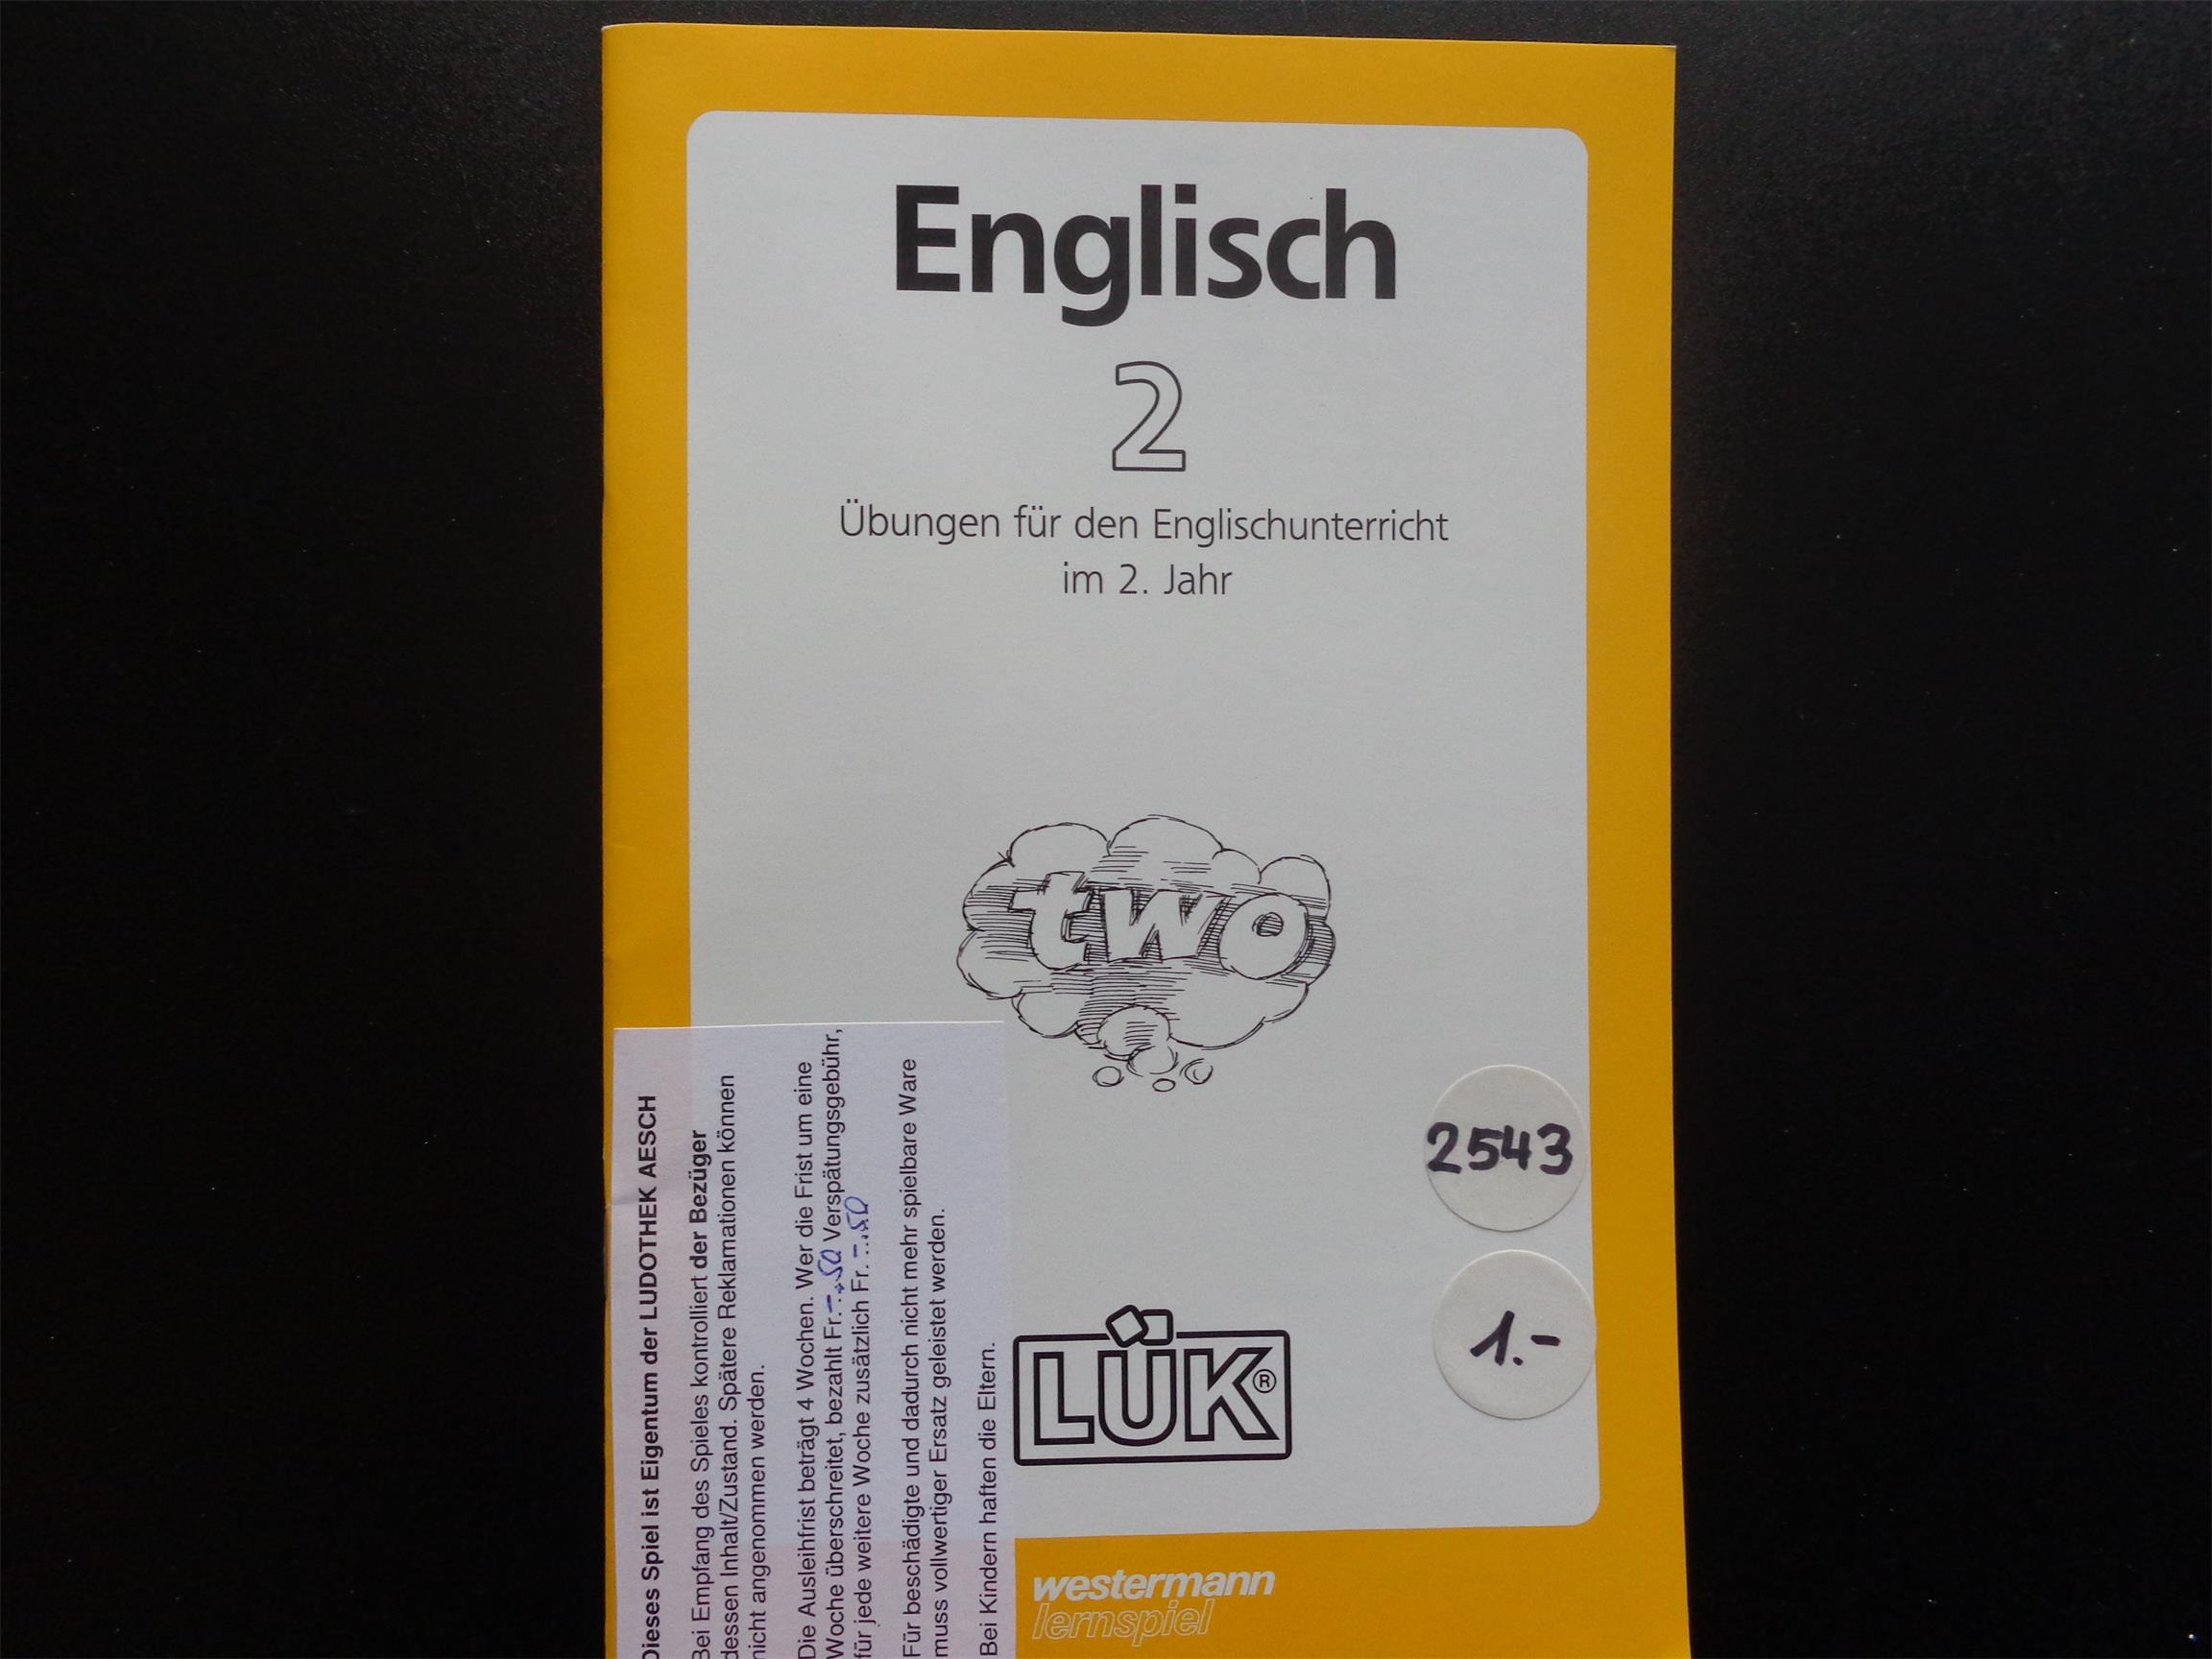 Englisch
2
Übungen für den Englischunterricht
im 2. Jahr
two
2543
1.-
LÜK®
westermann
lernspiel
Dieses Spiel ist Eigentum der LUDOTHEK AESCH
Bei Empfang des Spieles kontrolliert der Bezüger
dessen Inhalt/Zustand. Spätere Reklamationen können
nicht angenommen werden.
Die Ausleihfrist beträgt 4 Wochen. Wer die Frist um eine
Woche überschreitet, bezahlt Fr. -.50 Verspätungsgebühr,
für jede weitere Woche zusätzlich Fr. -.50
Für beschädigte und dadurch nicht mehr spielbare Ware
muss vollwertiger Ersatz geleistet werden.
Bei Kindern haften die Eltern.